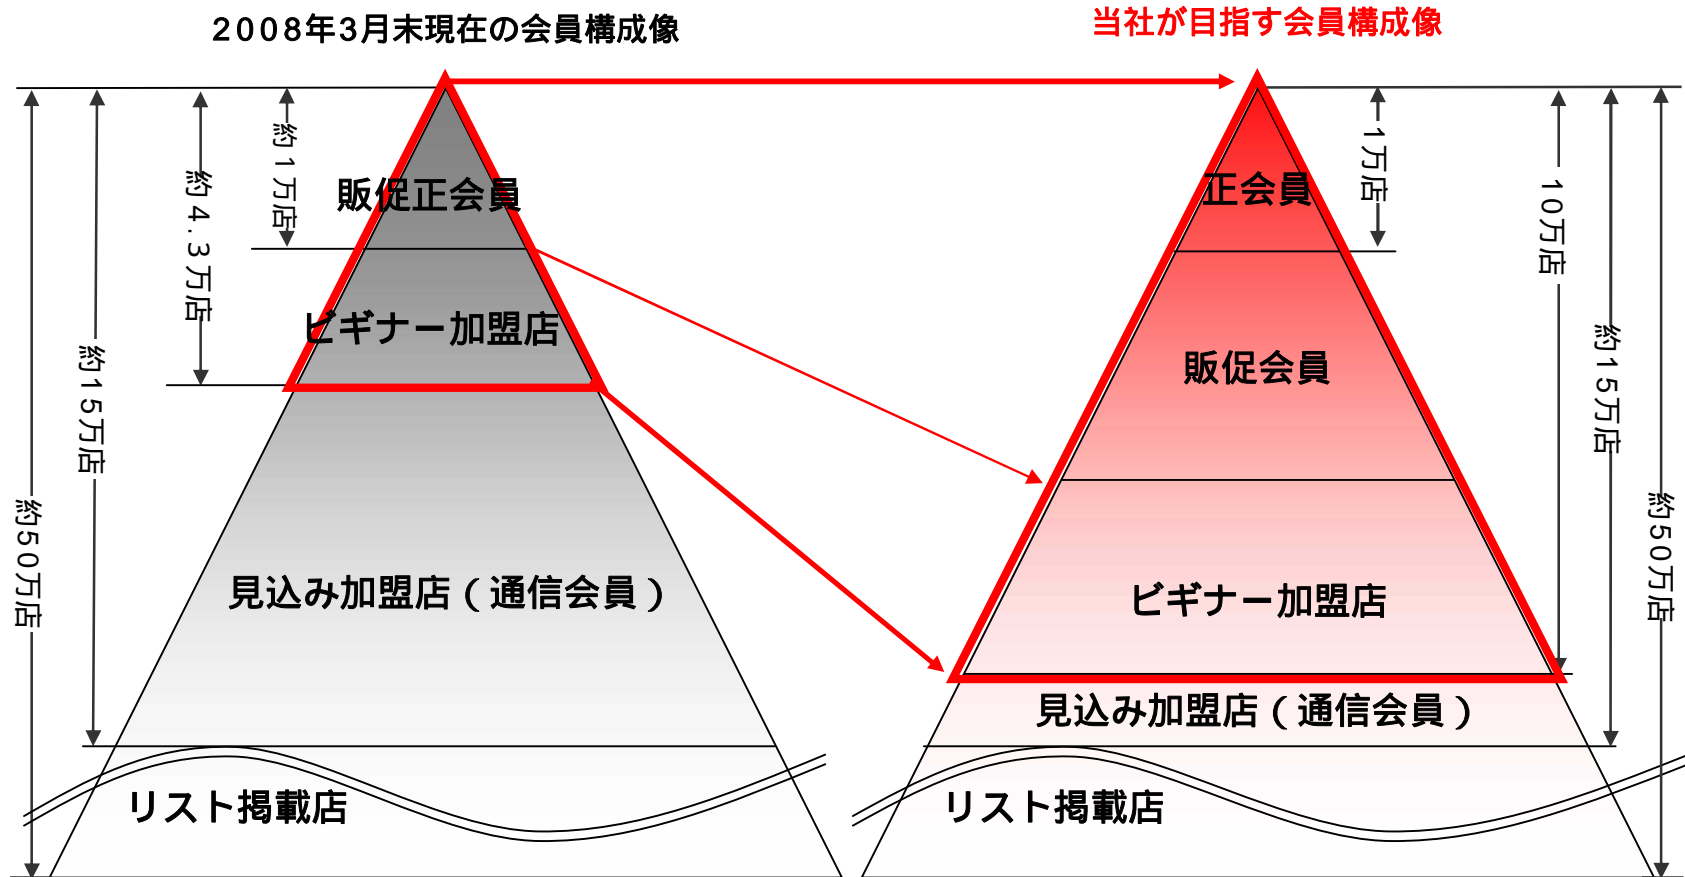 2008年3月末現在の会員構成像
当社が目指す会員構成像
約1万店
約4.3万店
約15万店
約50万店
販促正会員
ビギナー加盟店
見込み加盟店(通信会員)
リスト掲載店
1万店
10万店
約15万店
約50万店
正会員
販促会員
ビギナー加盟店
見込み加盟店(通信会員)
リスト掲載店